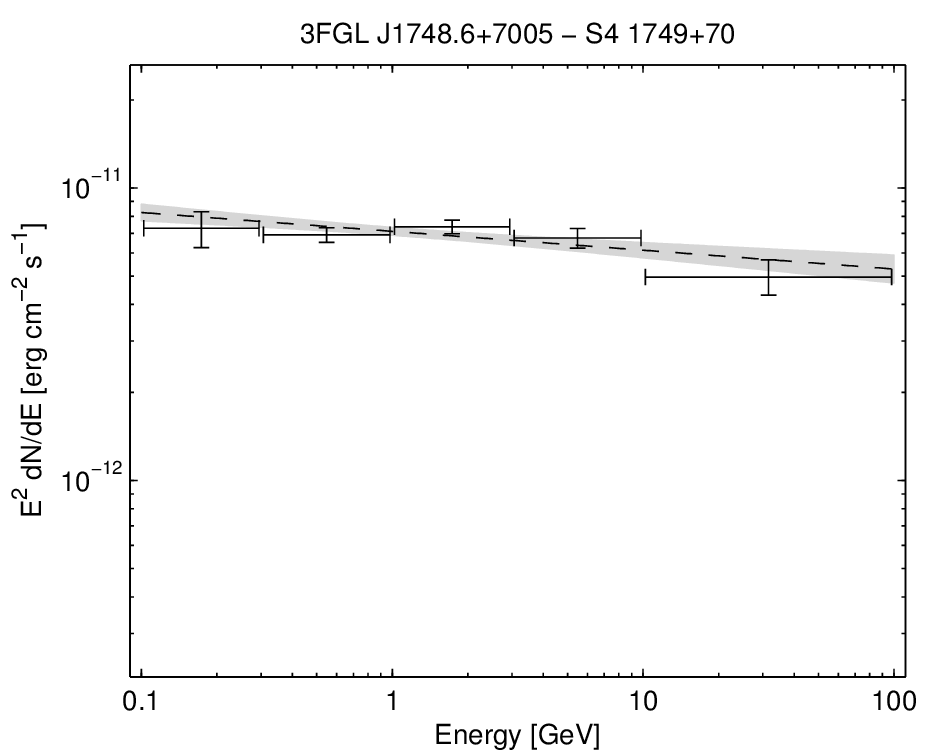 3FGL J1748.6+7005 − S4 1749+70
10⁻¹¹
10⁻¹²
E² dN/dE [erg cm⁻² s⁻¹]
0.1 1 10 100
Energy [GeV]